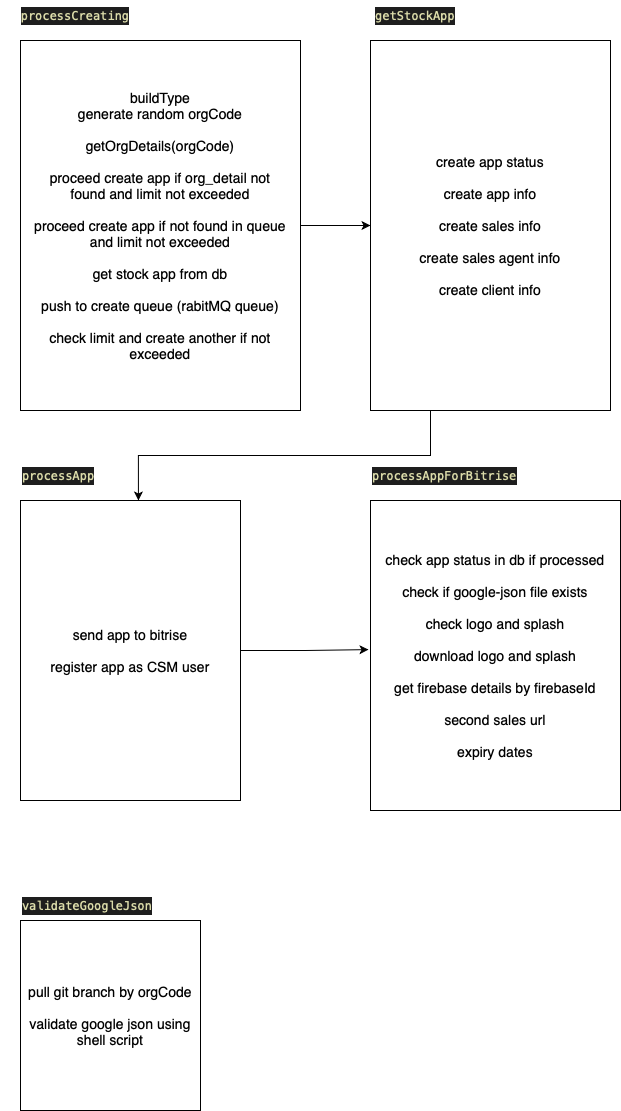 processCreating
buildType
generate random orgCode
getOrgDetails(orgCode)
proceed create app if org_detail not
found and limit not exceeded
proceed create app if not found in queue
and limit not exceeded
get stock app from db
push to create queue (rabitMQ queue)
check limit and create another if not
exceeded
getStockApp
create app status
create app info
create sales info
create sales agent info
create client info
processApp
send app to bitrise
register app as CSM user
processAppForBitrise
check app status in db if processed
check if google-json file exists
check logo and splash
download logo and splash
get firebase details by firebaseId
second sales url
expiry dates
validateGoogleJson
pull git branch by orgCode
validate google json using
shell script